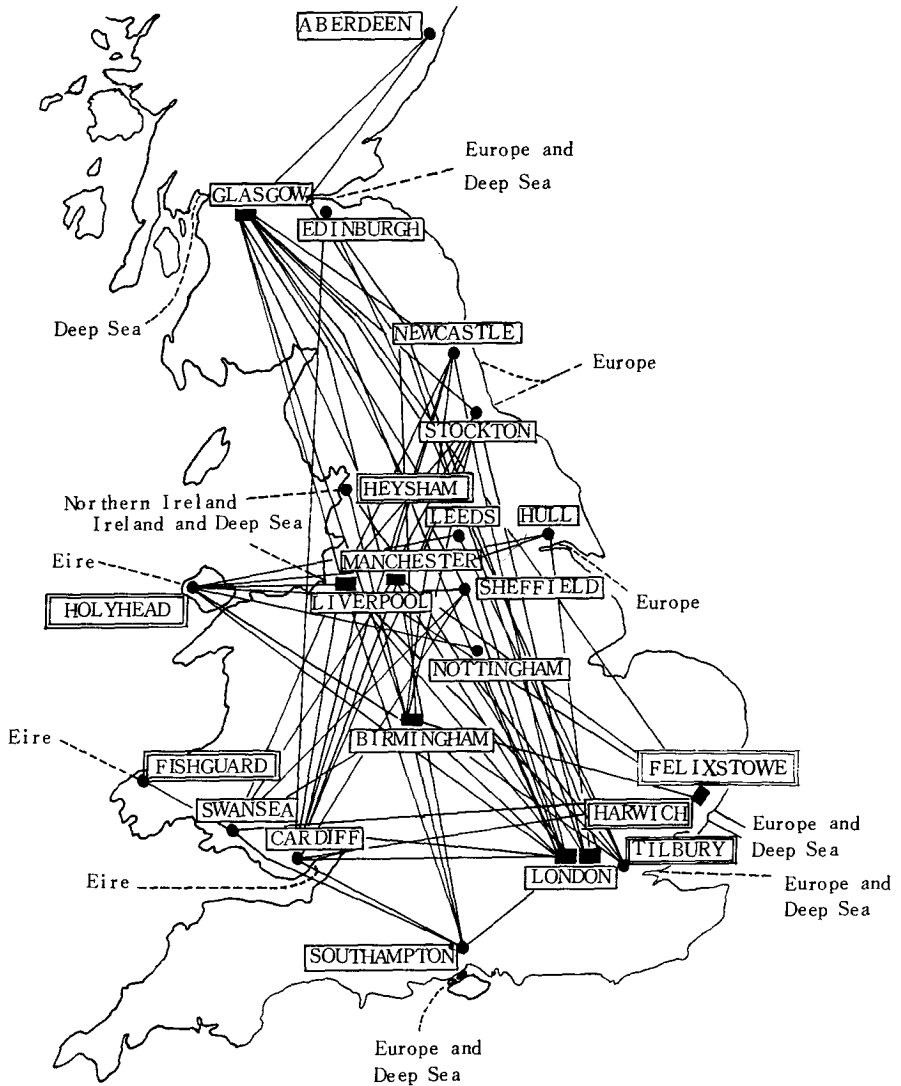 ABERDEEN
Europe and
Deep Sea
GLASGOW
EDINBURGH
Deep Sea
NEWCASTLE
Europe
STOCKTON
HEYSHAM
Northern Ireland
Ireland and Deep Sea
LEEDS
HULL
Eire
MANCHESTER
SHEFFIELD
HOLYHEAD
LIVERPOOL
Europe
NOTTINGHAM
Eire
BIRMINGHAM
FISHGUARD
FELIXSTOWE
SWANSEA
HARWICH
CARDIFF
Europe and
Deep Sea
TILBURY
Eire
LONDON
Europe and
Deep Sea
SOUTHAMPTON
Europe and
Deep Sea